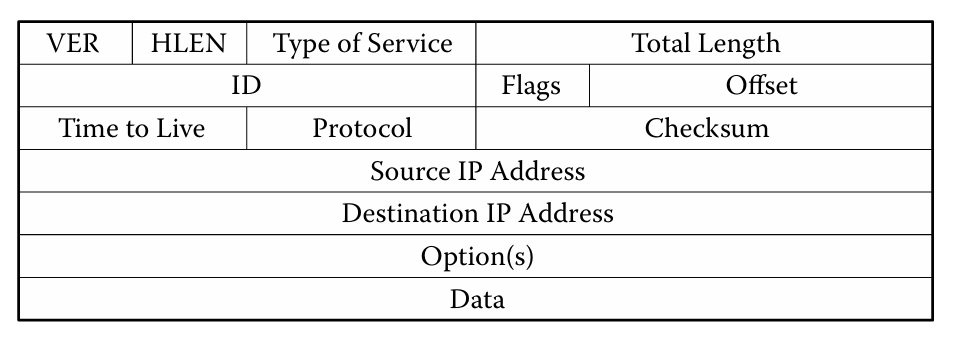 VER HLEN Type of Service Total Length
ID Flags Offset
Time to Live Protocol Checksum
Source IP Address
Destination IP Address
Option(s)
Data